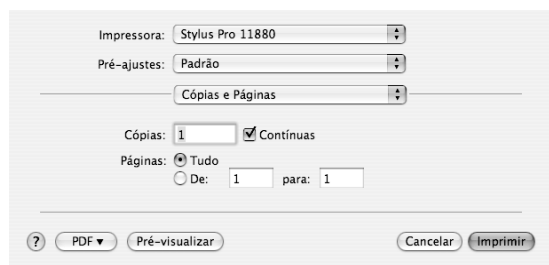 Impressora: Stylus Pro 11880
Pré-ajustes: Padrão
Cópias e Páginas
Cópias: 1 Contínuas
Páginas: Tudo
De: 1 para: 1
? PDF ▼ Pré-visualizar Cancelar Imprimir